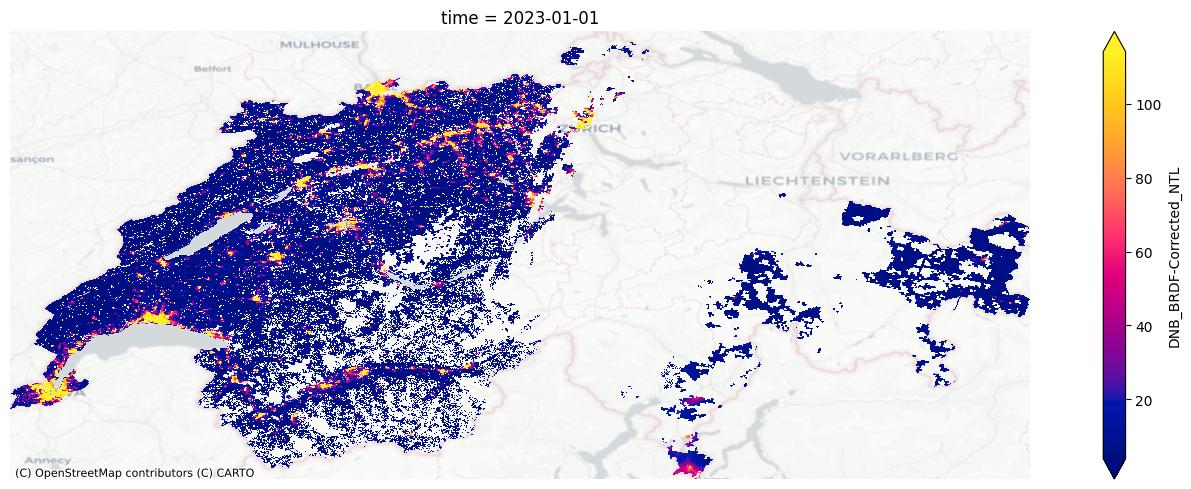 time = 2023-01-01
MULHOUSE
Belfort
ZURICH
sançon
VORARLBERG
LIECHTENSTEIN
Annecy
(C) OpenStreetMap contributors (C) CARTO
100
80
60
40
20
DNB_BRDF-Corrected_NTL